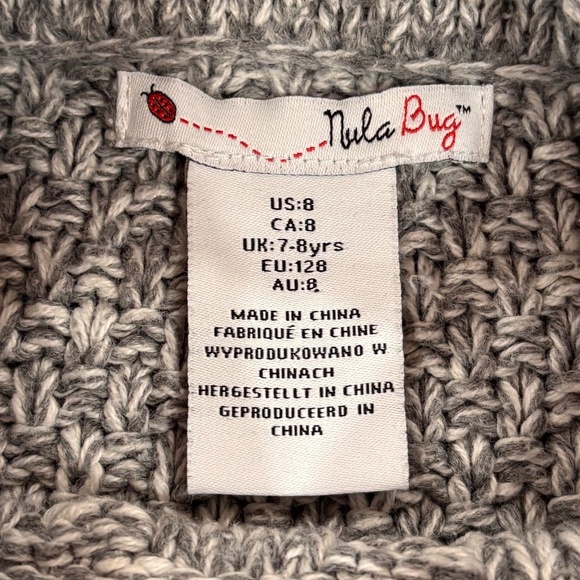 Nula Bug™
US:8
CA:8
UK:7-8yrs
EU:128
AU:8
MADE IN CHINA
FABRIQUÉ EN CHINE
WYPRODUKOWANO W
CHINACH
HERGESTELLT IN CHINA
GEPRODUCEERD IN
CHINA